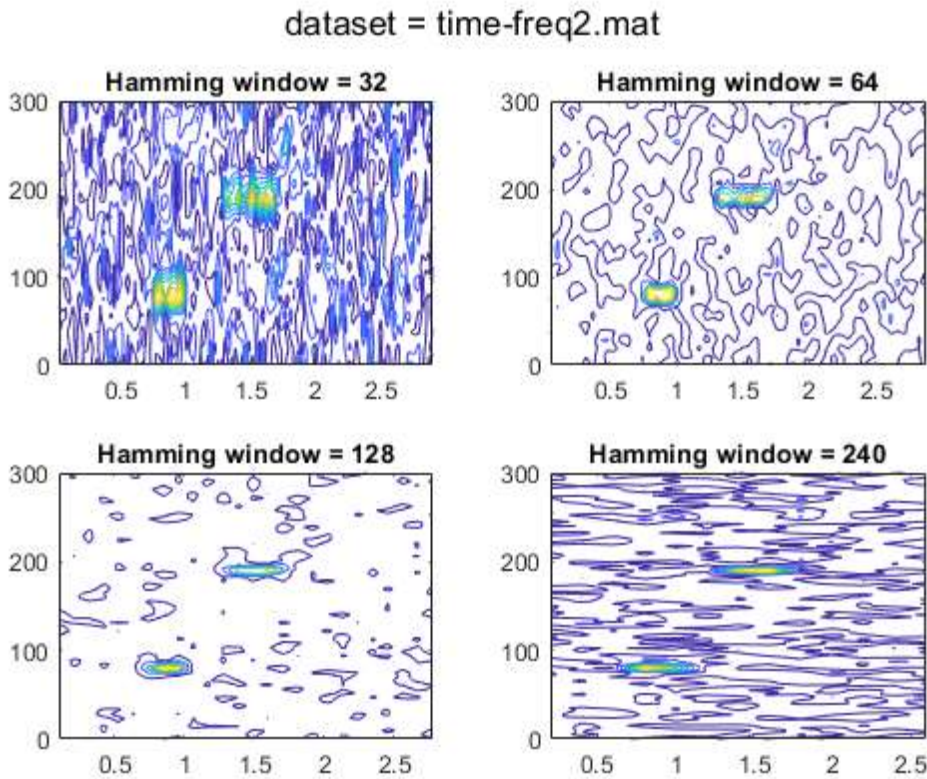 dataset = time-freq2.mat
Hamming window = 32
300
200
100
0
0.5 1 1.5 2 2.5
Hamming window = 64
300
200
100
0
0.5 1 1.5 2 2.5
Hamming window = 128
300
200
100
0
0.5 1 1.5 2 2.5
Hamming window = 240
300
200
100
0
0.5 1 1.5 2 2.5